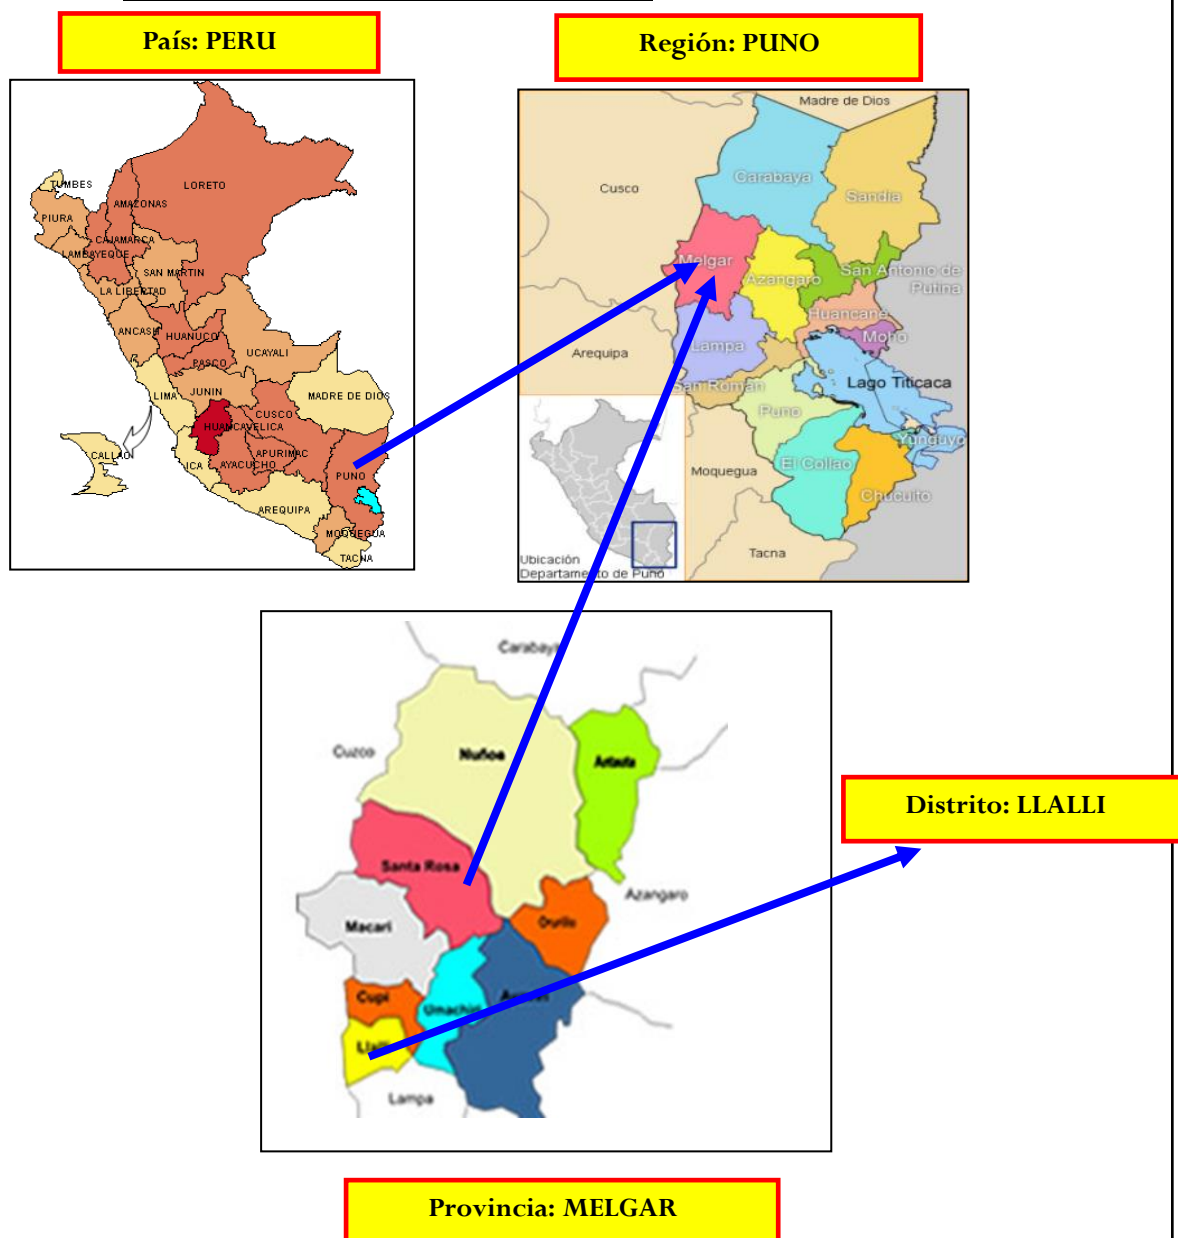 País: PERU
Región: PUNO
TUMBES
LORETO
AMAZONAS
PIURA
CAJAMARCA
LAMBAYEQUE
SAN MARTIN
LA LIBERTAD
ANCASH
HUANUCO
UCAYALI
PASCO
JUNIN
LIMA
MADRE DE DIOS
CUSCO
HUANCAVELICA
CALLAO
APURIMAC
ICA
AYACUCHO
PUNO
AREQUIPA
MOQUEGUA
TACNA
Madre de Dios
Cusco
Carabaya
Sandia
Melgar
Azangaro
San Antonio de
Putina
Huancané
Moho
Arequipa
Lampa
Lago Titicaca
San Román
Puno
Yunguyo
Moquegua
El Collao
Chucuito
Tacna
Ubicación
Departamento de Puno
Carabaya
Cuzco
Nuñoa
Santa Rosa
Azangaro
Macari
Cupi
Umachiri
Llalli
Lampa
Distrito: LLALLI
Provincia: MELGAR